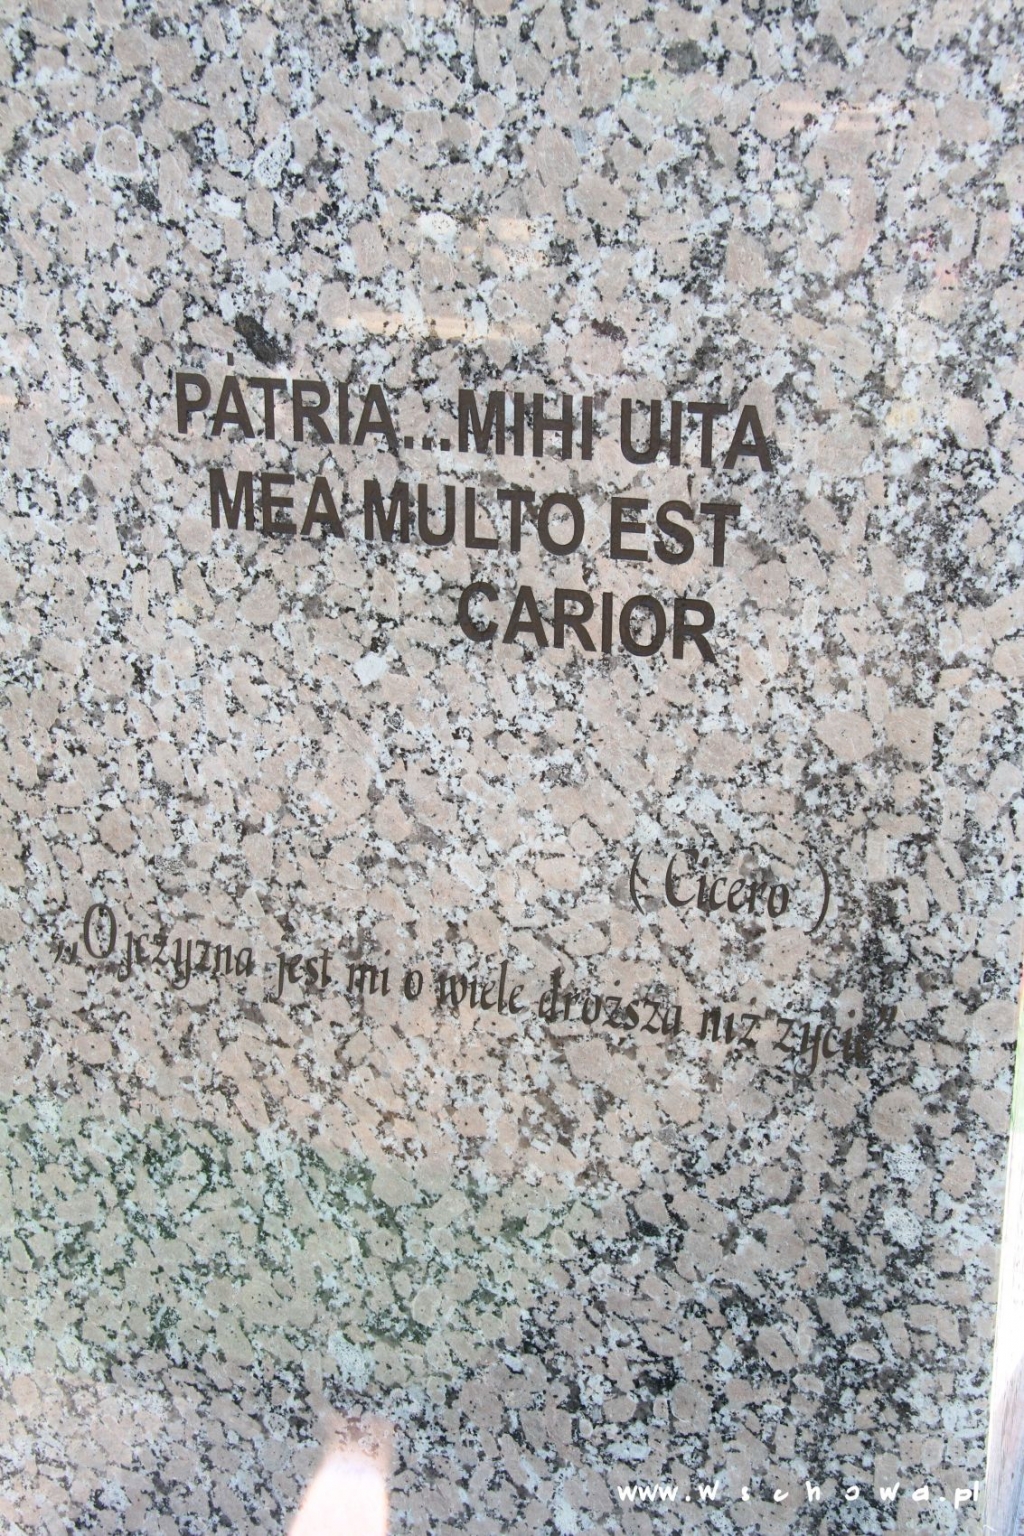 PATRIA...MIHI UITA
MEA MULTO EST
CARIOR
( Cicero )
„Ojczyzna jest mi o wiele droższa niż życie”
www.Wschowa.pl